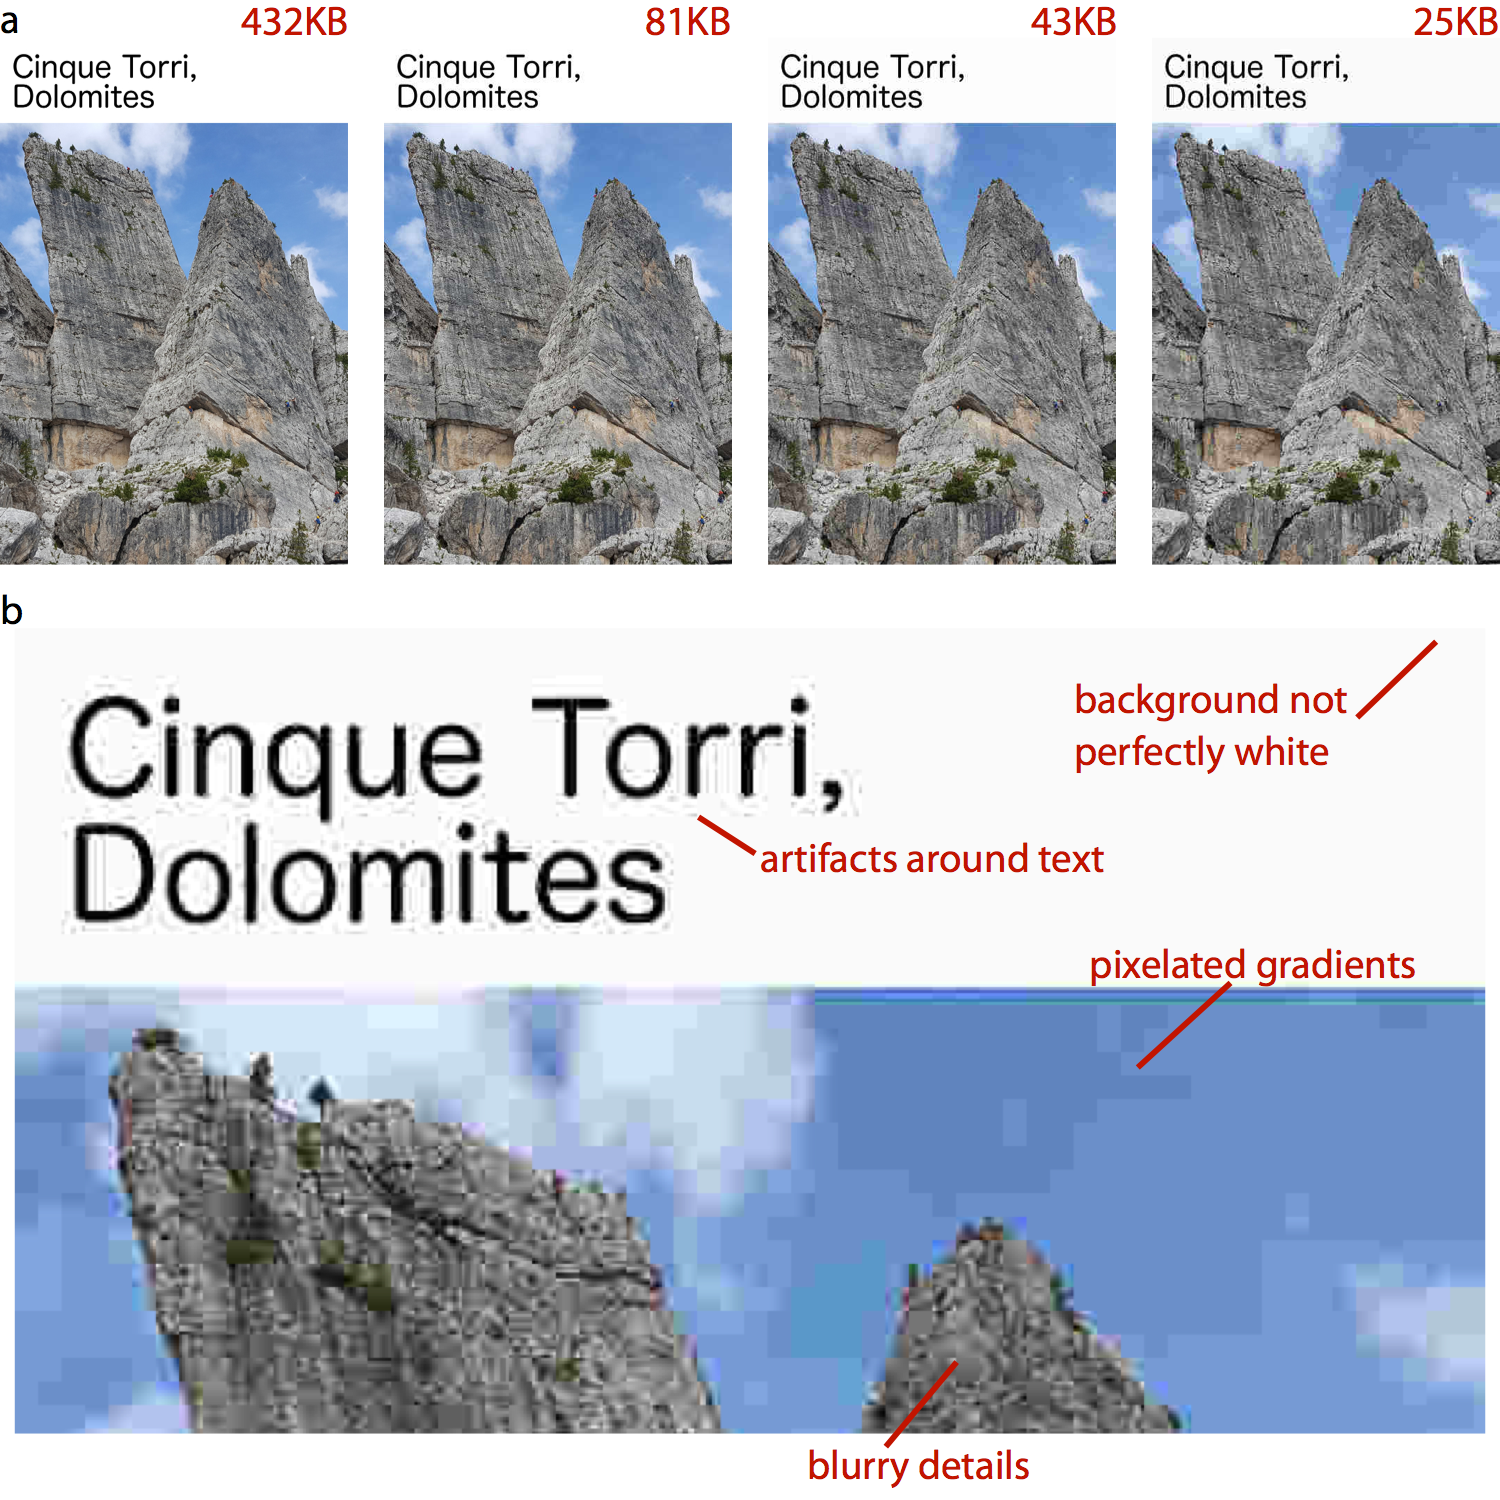 a
432KB
81KB
43KB
25KB
Cinque Torri,
Dolomites
Cinque Torri,
Dolomites
Cinque Torri,
Dolomites
Cinque Torri,
Dolomites
b
Cinque Torri,
Dolomites
background not
perfectly white
artifacts around text
pixelated gradients
blurry details